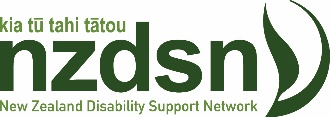 kia tū tahi tātou
nzdsn
New Zealand Disability Support Network